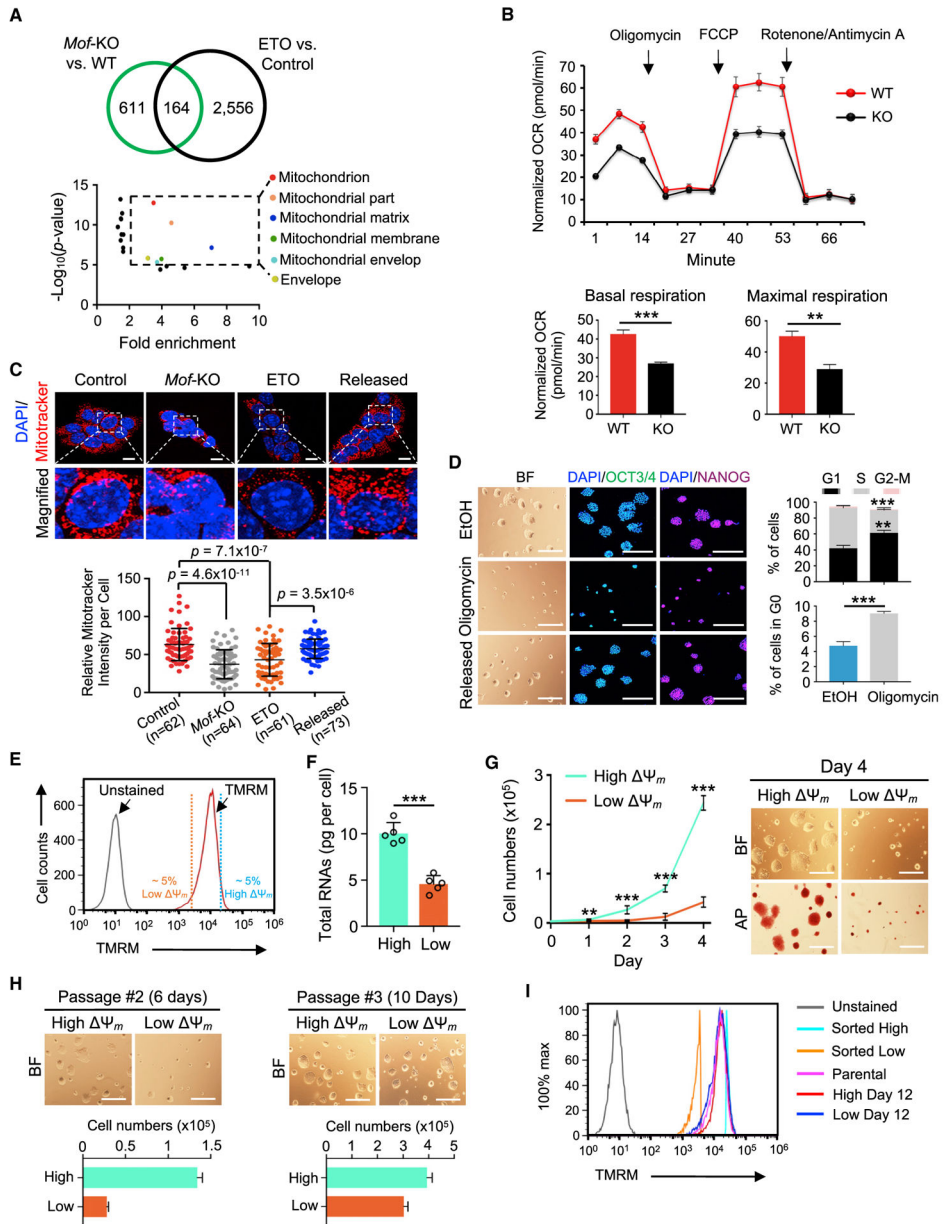 A
Mof-KO
vs. WT
ETO vs.
Control
611
164
2,556
-Log10(p-value)
15
10
5
0
0 2 4 6 8 10
Fold enrichment
Mitochondrion
Mitochondrial part
Mitochondrial matrix
Mitochondrial membrane
Mitochondrial envelop
Envelope
B
Oligomycin
FCCP
Rotenone/Antimycin A
Normalized OCR
(pmol/min)
70
60
50
40
30
20
10
0
WT
KO
1 14 27 40 53 66
Minute
Basal respiration
Normalized OCR
(pmol/min)
50
40
30
20
10
0
***
WT KO
Maximal respiration
60
40
20
0
**
WT KO
C
Control Mof-KO ETO Released
DAPI/
Mitotracker
Magnified
Relative Mitotracker
Intensity per Cell
150
100
50
0
p = 7.1x10-7
p = 4.6x10-11
p = 3.5x10-6
Control
(n=62)
Mof-KO
(n=64)
ETO
(n=61)
Released
(n=73)
D
BF DAPI/OCT3/4 DAPI/NANOG
EtOH
Oligomycin
Released
G1 S G2-M
% of cells
100
80
60
40
20
0
***
**
% of cells in G0
10
8
6
4
2
0
***
EtOH Oligomycin
E
Cell counts
600
400
200
0
Unstained
TMRM
~ 5%
Low ΔΨm
~ 5%
High ΔΨm
100 101 102 103 104 105 106
TMRM
F
Total RNAs (pg per cell)
15
10
5
0
***
High Low
G
Cell numbers (x105)
3
2
1
0
High ΔΨm
Low ΔΨm
** *** *** ***
0 1 2 3 4
Day
Day 4
High ΔΨm Low ΔΨm
BF
AP
H
Passage #2 (6 days)
High ΔΨm Low ΔΨm
BF
Cell numbers (x105)
0 0.5 1 1.5
High
Low
Passage #3 (10 Days)
High ΔΨm Low ΔΨm
BF
Cell numbers (x105)
0 1 2 3 4 5
High
Low
I
100% max
100
80
60
40
20
0
100 101 102 103 104 105 106
TMRM
Unstained
Sorted High
Sorted Low
Parental
High Day 12
Low Day 12